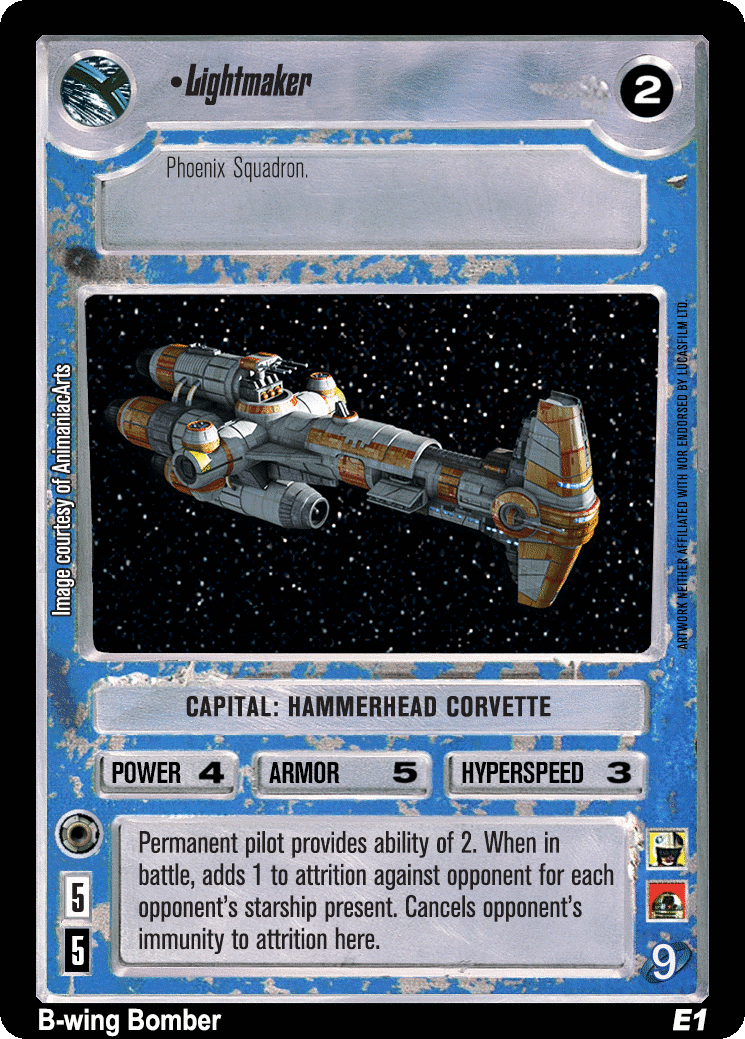 •Lightmaker
2
Phoenix Squadron.
Image courtesy of AnimaniacArts
ARTWORK NEITHER AFFILIATED WITH NOR ENDORSED BY LUCASFILM LTD.
CAPITAL: HAMMERHEAD CORVETTE
POWER 4
ARMOR 5
HYPERSPEED 3
Permanent pilot provides ability of 2. When in
battle, adds 1 to attrition against opponent for each
opponent's starship present. Cancels opponent's
immunity to attrition here.
5
5
9
B-wing Bomber
E1